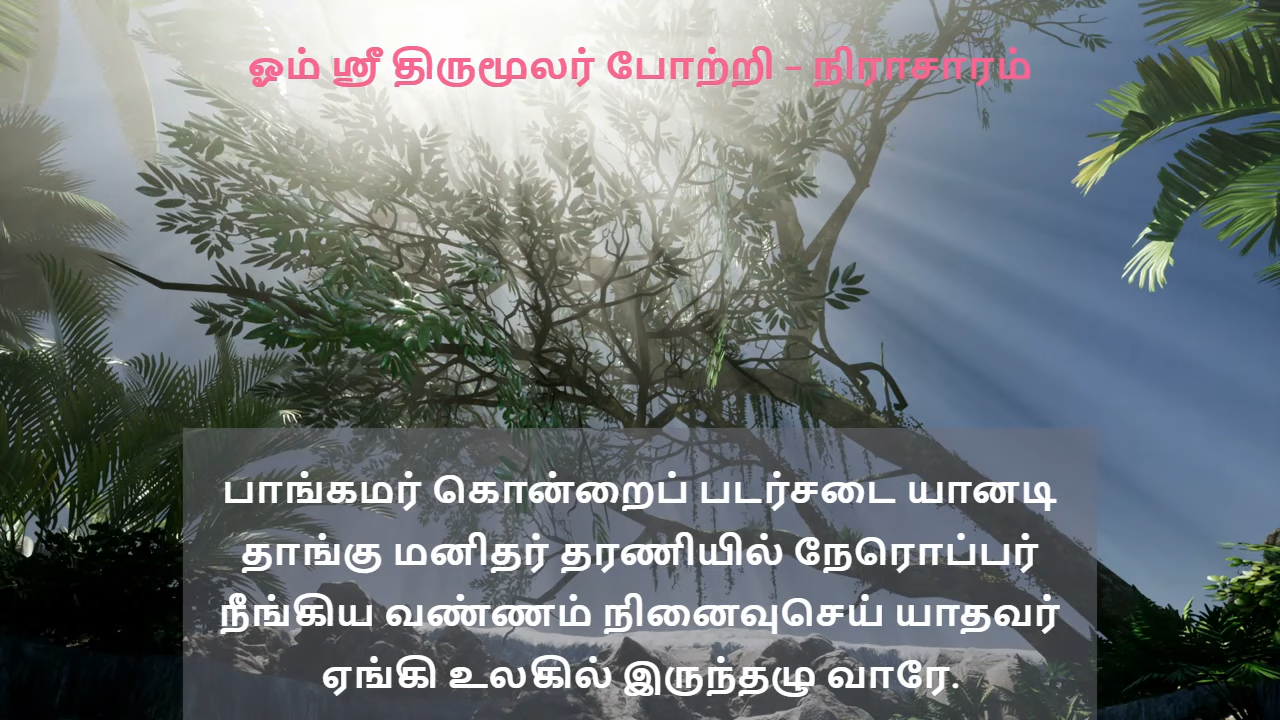 ஓம் ஸ்ரீ திருமூலர் போற்றி - நிராசாரம்
பாங்கமர் கொன்றைப் படர்சடை யானடி
தாங்கு மனிதர் தரணியில் நேரொப்பர்
நீங்கிய வண்ணம் நினைவுசெய் யாதவர்
ஏங்கி உலகில் இருந்தழு வாரே.